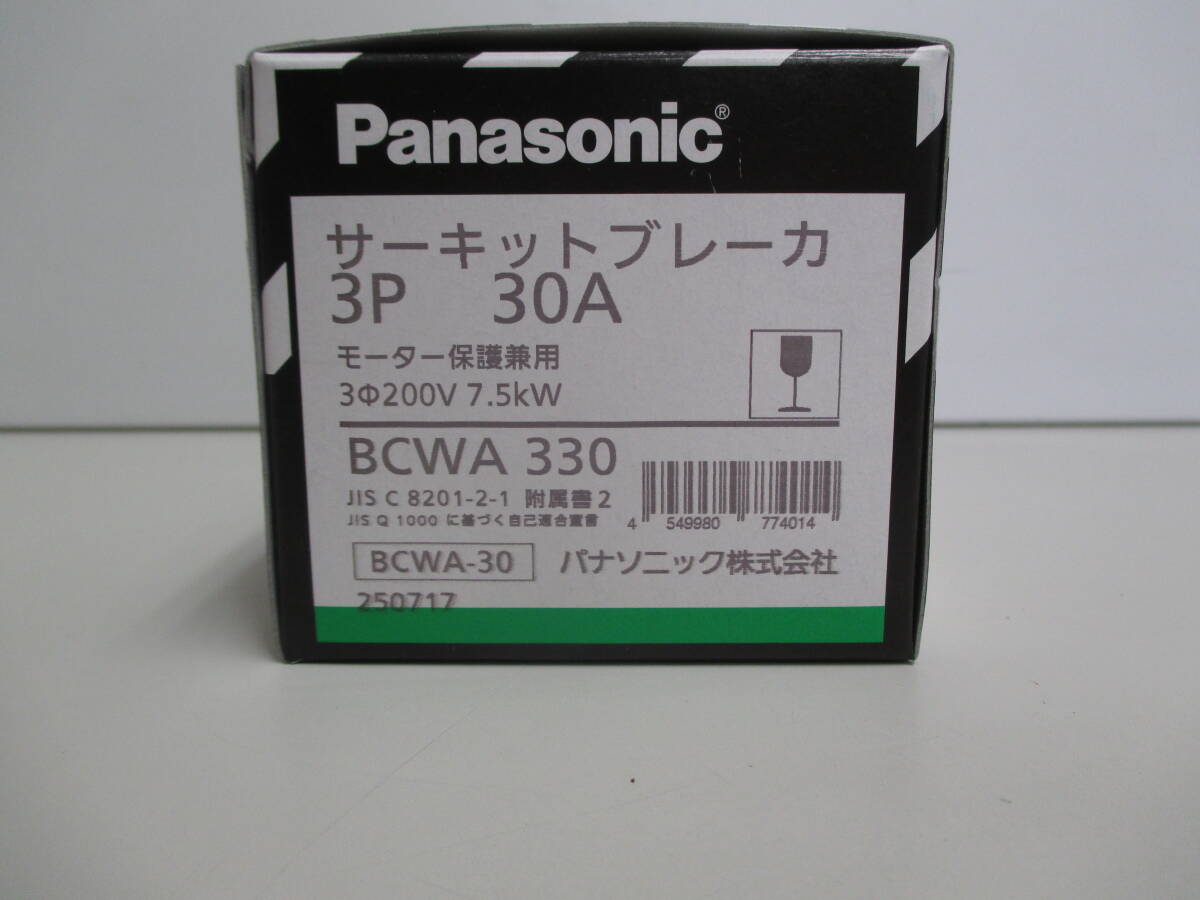 Panasonic®
サーキットブレーカ
3P 30A
モーター保護兼用
3Φ200V 7.5kW
BCWA 330
JIS C 8201-2-1 附属書2
JIS Q 1000 に基づく自己適合宣言
4 549980 774014
BCWA-30 パナソニック株式会社
250717